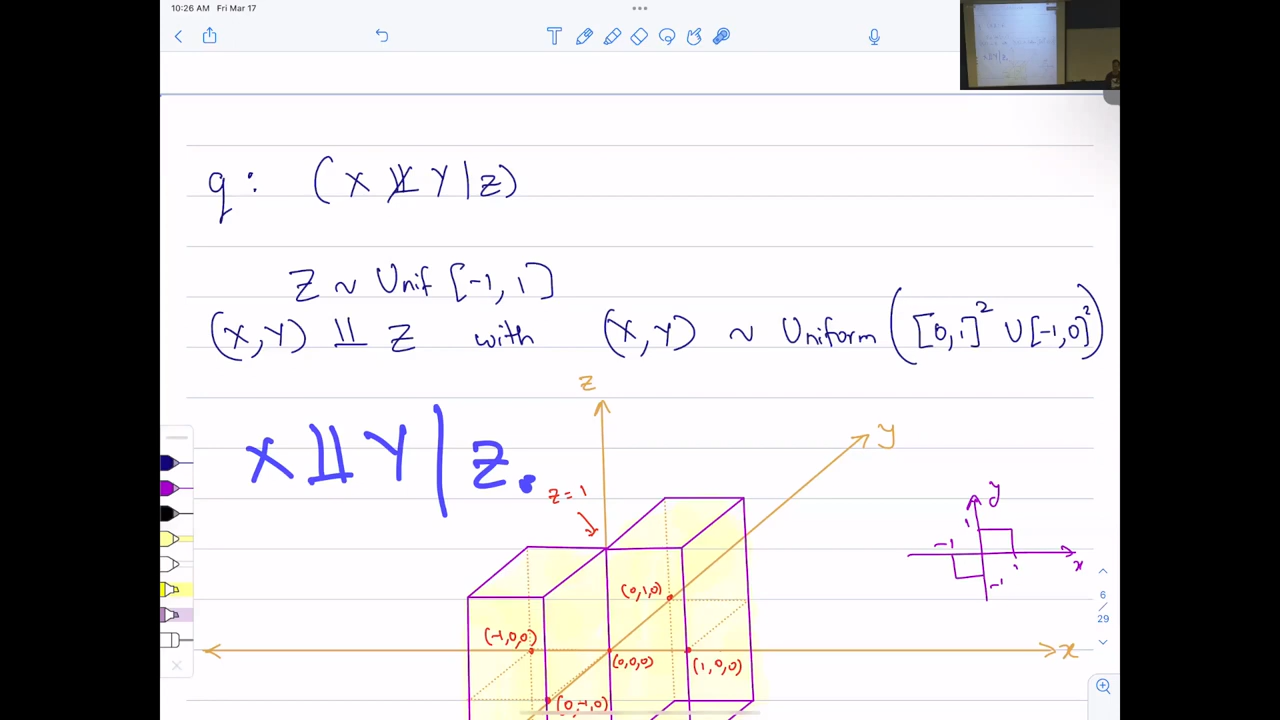 10:26 AM Fri Mar 17
q: (X ⫫̸ Y | Z)
Z ~ Unif [-1, 1]
(X, Y) ⫫ Z with (X, Y) ~ Uniform ([0,1]² ∪ [-1,0]²)
X ⫫ Y | Z.
z
y
z=1
(0,1,0)
(-1,0,0)
(0,0,0)
(1,0,0)
(0,-1,0)
x
y
1
-1
1
x
-1
6
/
29